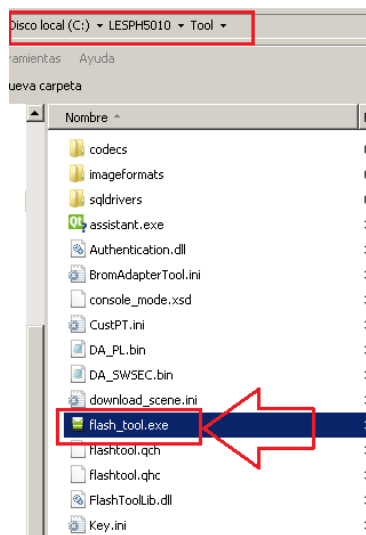 Disco local (C:) ▾ LESPH5010 ▾ Tool ▾
ramientas Ayuda
ueva carpeta
Nombre
codecs
imageformats
sqldrivers
assistant.exe
Authentication.dll
BromAdapterTool.ini
console_mode.xsd
CustPT.ini
DA_PL.bin
DA_SWSEC.bin
download_scene.ini
flash_tool.exe
flashtool.qch
flashtool.qhc
FlashToolLib.dll
Key.ini